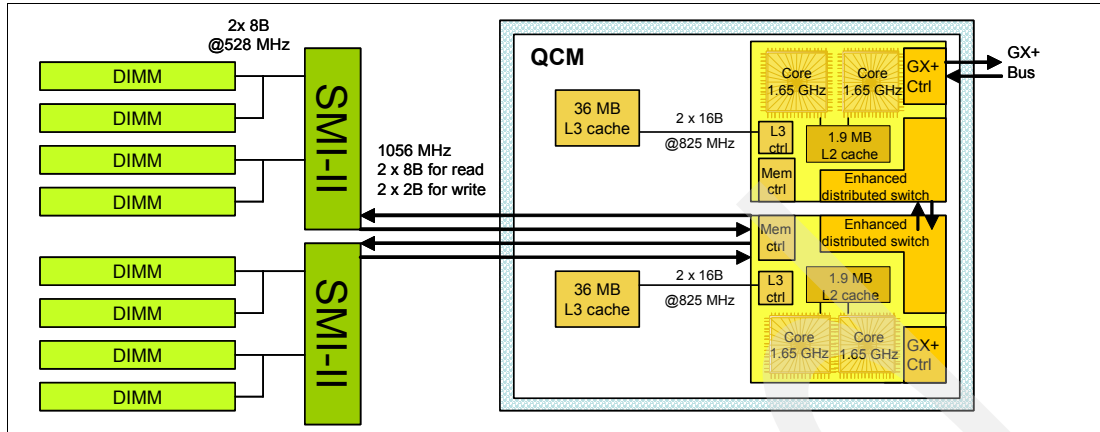 2x 8B
@528 MHz
DIMM
DIMM
DIMM
DIMM
SMI-II
DIMM
DIMM
DIMM
DIMM
SMI-II
1056 MHz
2 x 8B for read
2 x 2B for write
QCM
36 MB
L3 cache
2 x 16B
@825 MHz
Core
1.65 GHz
Core
1.65 GHz
GX+
Ctrl
GX+
Bus
L3
ctrl
1.9 MB
L2 cache
Mem
ctrl
Enhanced
distributed switch
Mem
ctrl
Enhanced
distributed switch
36 MB
L3 cache
2 x 16B
@825 MHz
L3
ctrl
1.9 MB
L2 cache
Core
1.65 GHz
Core
1.65 GHz
GX+
Ctrl